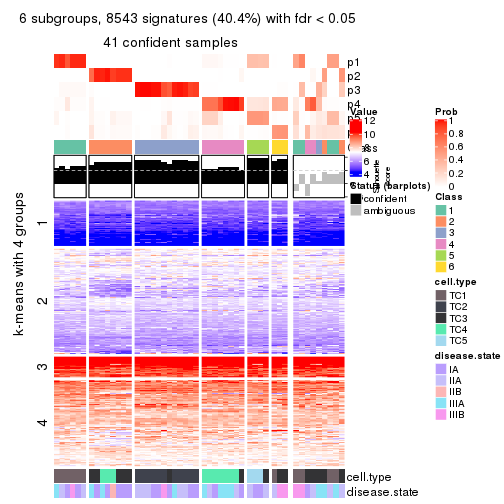 6 subgroups, 8543 signatures (40.4%) with fdr < 0.05
41 confident samples
p1
p2
p3
p4
k-means with 4 groups
1
2
3
4
Value
12
10
8
6
4
Status (barplots)
confident
ambiguous
Prob
1
0.8
0.6
0.4
0.2
0
Class
1
2
3
4
5
6
cell.type
TC1
TC2
TC3
TC4
TC5
disease.state
IA
IIA
IIB
IIIA
IIIB
cell.type
disease.state